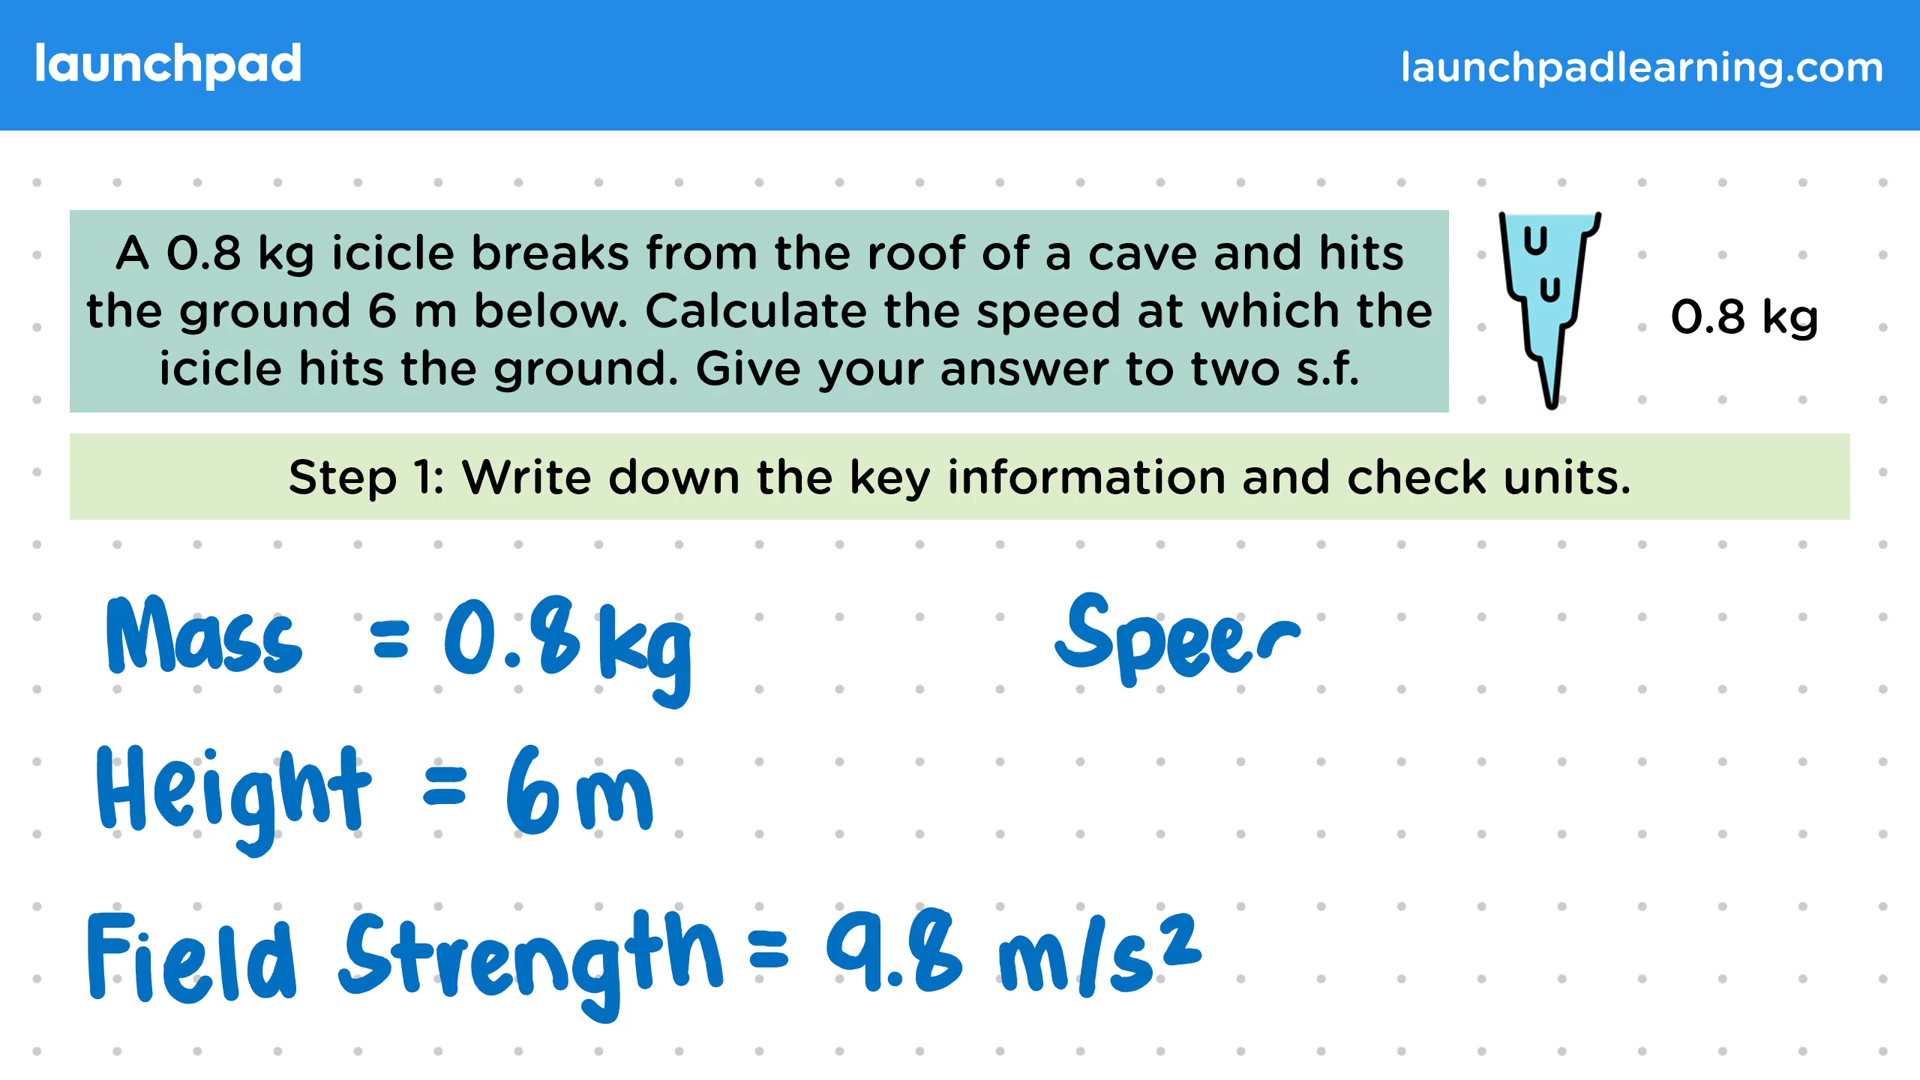 launchpad
launchpadlearning.com
A 0.8 kg icicle breaks from the roof of a cave and hits
the ground 6 m below. Calculate the speed at which the
icicle hits the ground. Give your answer to two s.f.
0.8 kg
Step 1: Write down the key information and check units.
Mass = 0.8 kg
Speer
Height = 6 m
Field Strength = 9.8 m/s²